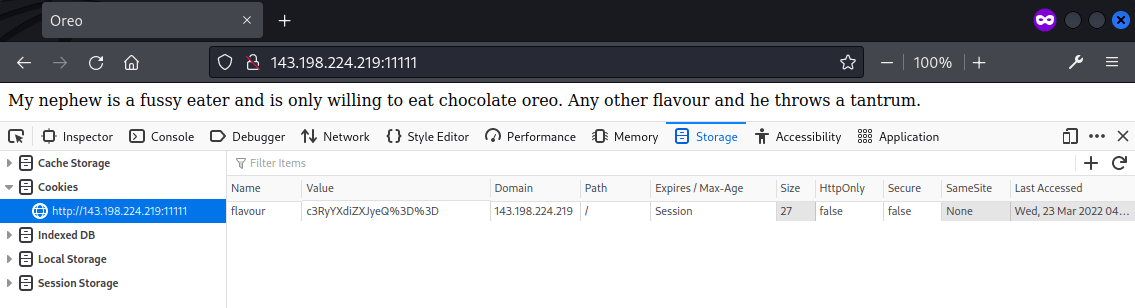 Oreo
143.198.224.219:11111
100%
My nephew is a fussy eater and is only willing to eat chocolate oreo. Any other flavour and he throws a tantrum.
Inspector Console Debugger Network Style Editor Performance Memory Storage Accessibility Application
Cache Storage
Filter Items
Cookies
Name Value Domain Path Expires / Max-Age Size HttpOnly Secure SameSite Last Accessed
http://143.198.224.219:11111
flavour c3RyYXdiZXJyeQ%3D%3D 143.198.224.219 / Session 27 false false None Wed, 23 Mar 2022 04...
Indexed DB
Local Storage
Session Storage